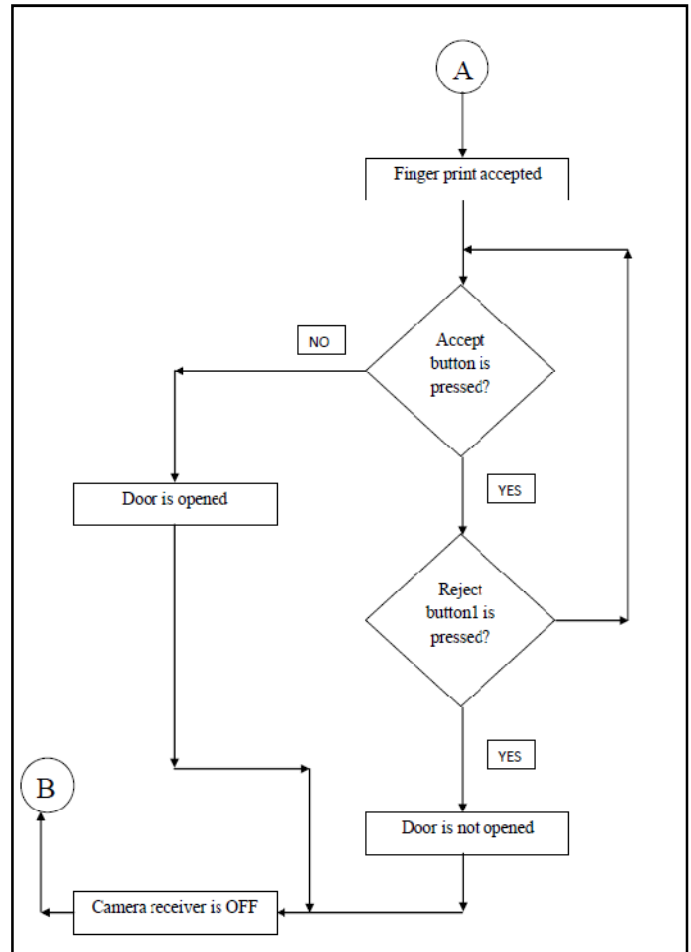 A
Finger print accepted
NO
Accept
button is
pressed?
Door is opened
YES
Reject
button1 is
pressed?
YES
B
Door is not opened
Camera receiver is OFF